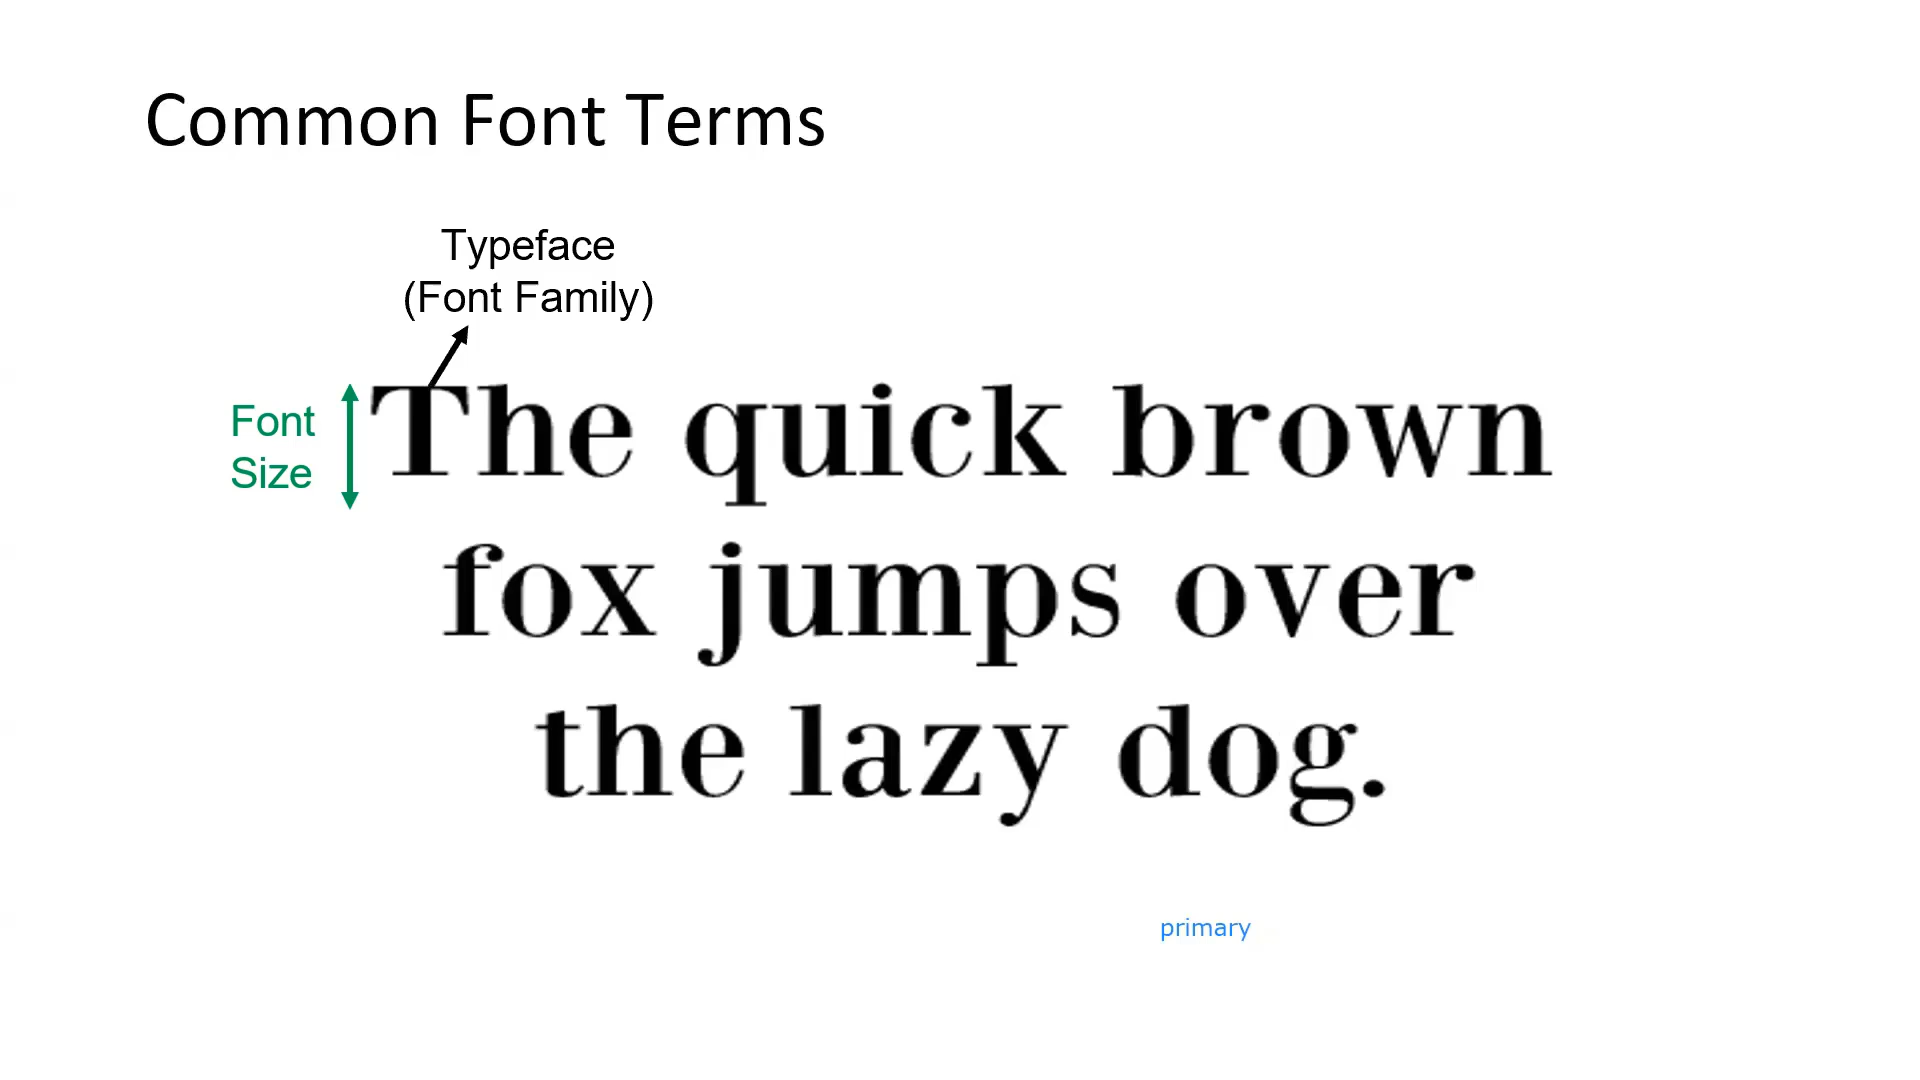 Common Font Terms
Typeface
(Font Family)
Font
Size
The quick brown
fox jumps over
the lazy dog.
primary